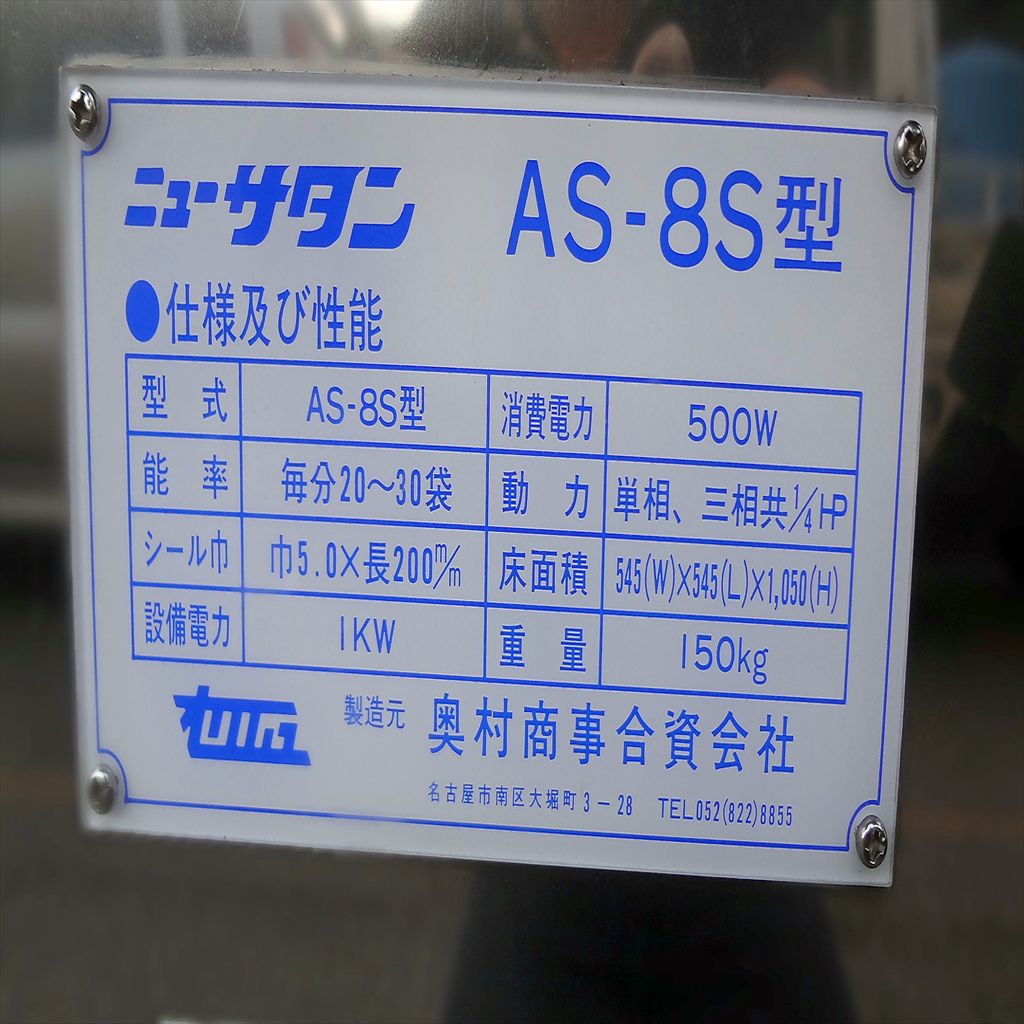 ニューサタン AS-8S型
●仕様及び性能
型式 AS-8S型 消費電力 500W
能率 毎分20～30袋 動力 単相、三相共1/4HP
シール巾 巾5.0×長200m/m 床面積 545(W)×545(L)×1,050(H)
設備電力 1KW 重量 150kg
製造元 奥村商事合資会社
名古屋市南区大堀町3－28 TEL052(822)8855